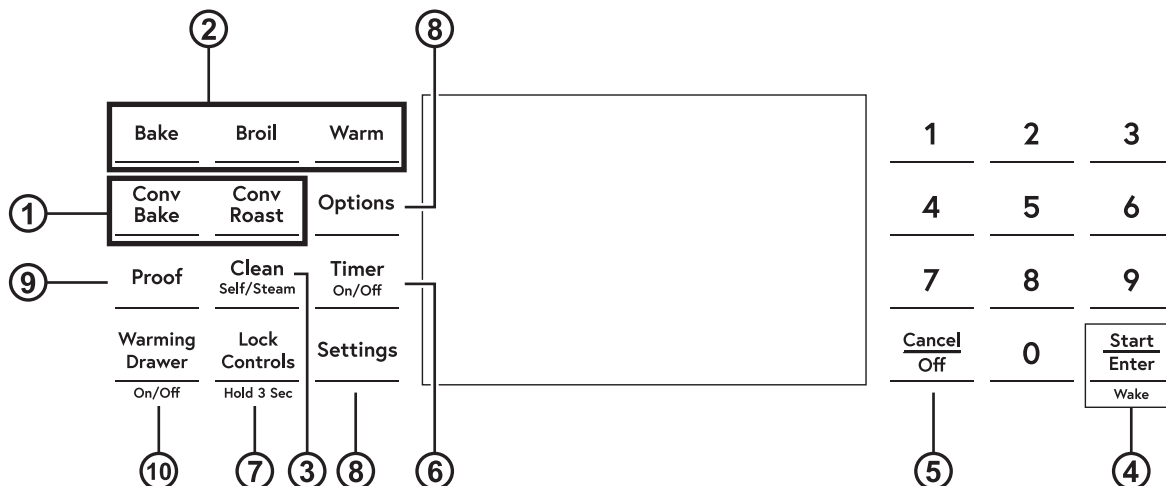 2 8
Bake Broil Warm 1 2 3
1 Conv Bake Conv Roast Options 4 5 6
9 Proof Clean Timer 7 8 9
Self/Steam On/Off
Warming Drawer Lock Controls Settings Cancel 0 Start
Off Enter
On/Off Hold 3 Sec Wake
10 7 3 8 6 5 4